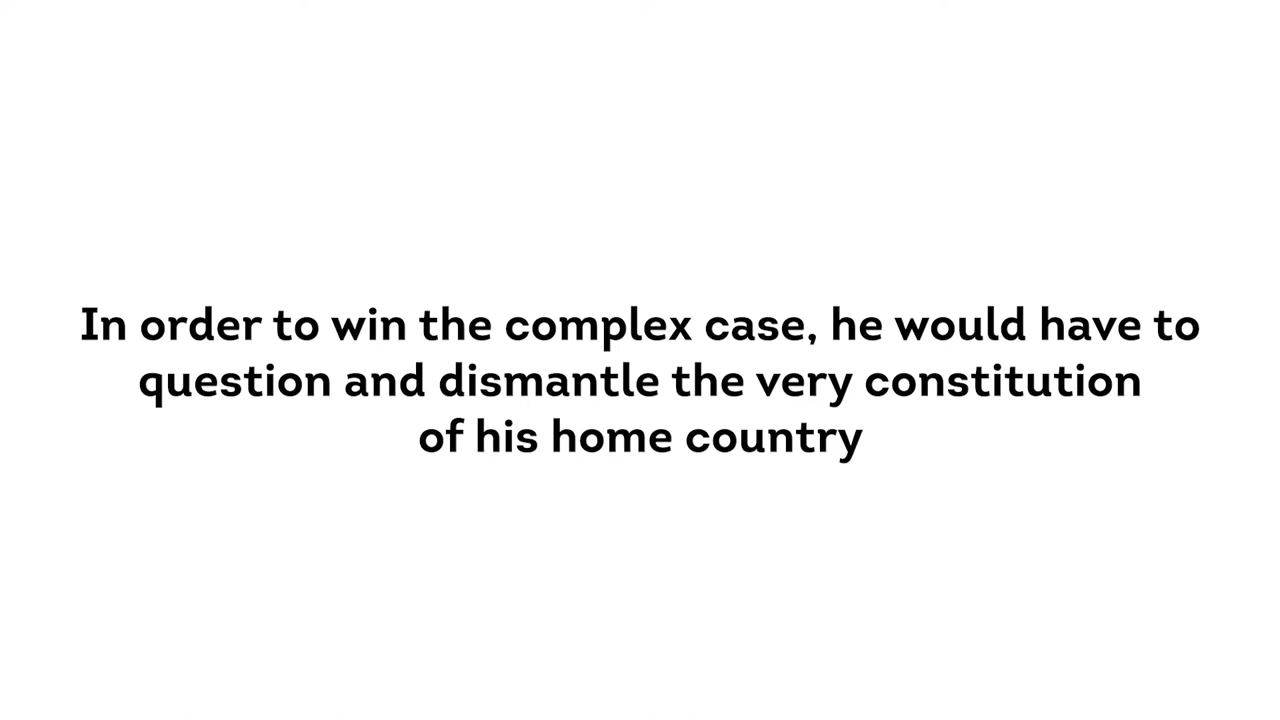 In order to win the complex case, he would have to
question and dismantle the very constitution
of his home country